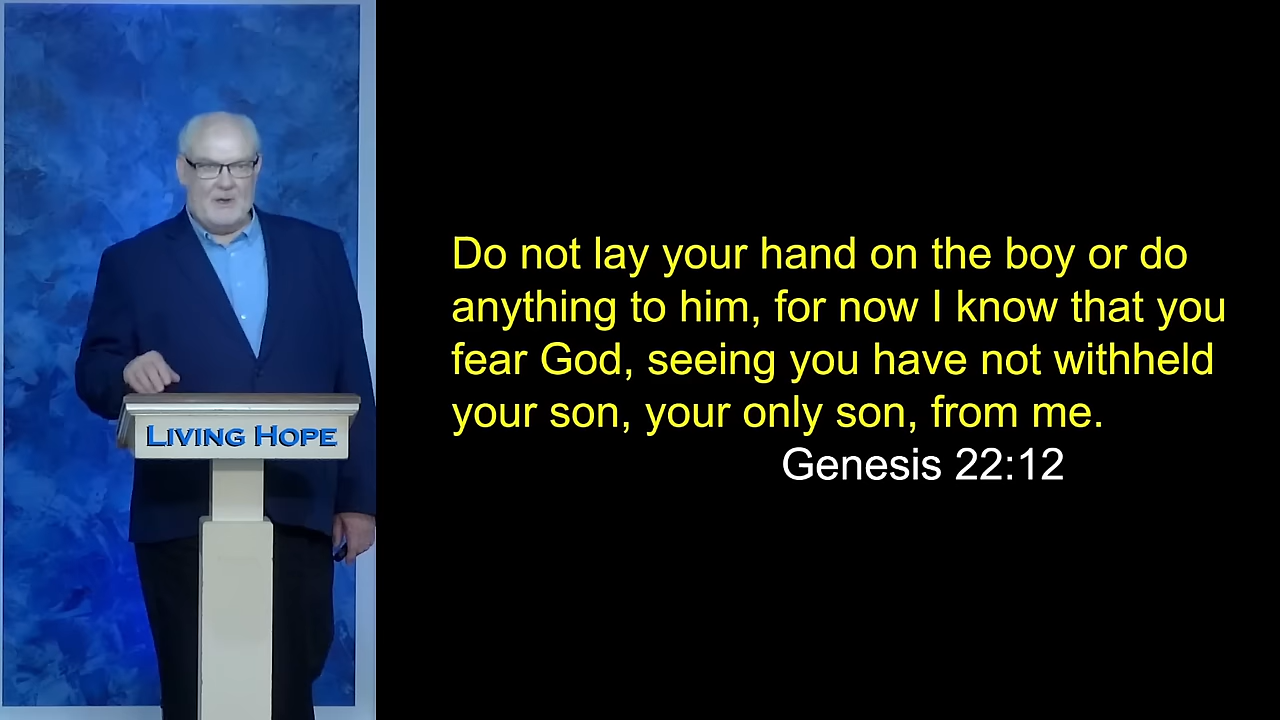 LIVING HOPE
Do not lay your hand on the boy or do
anything to him, for now I know that you
fear God, seeing you have not withheld
your son, your only son, from me.
Genesis 22:12